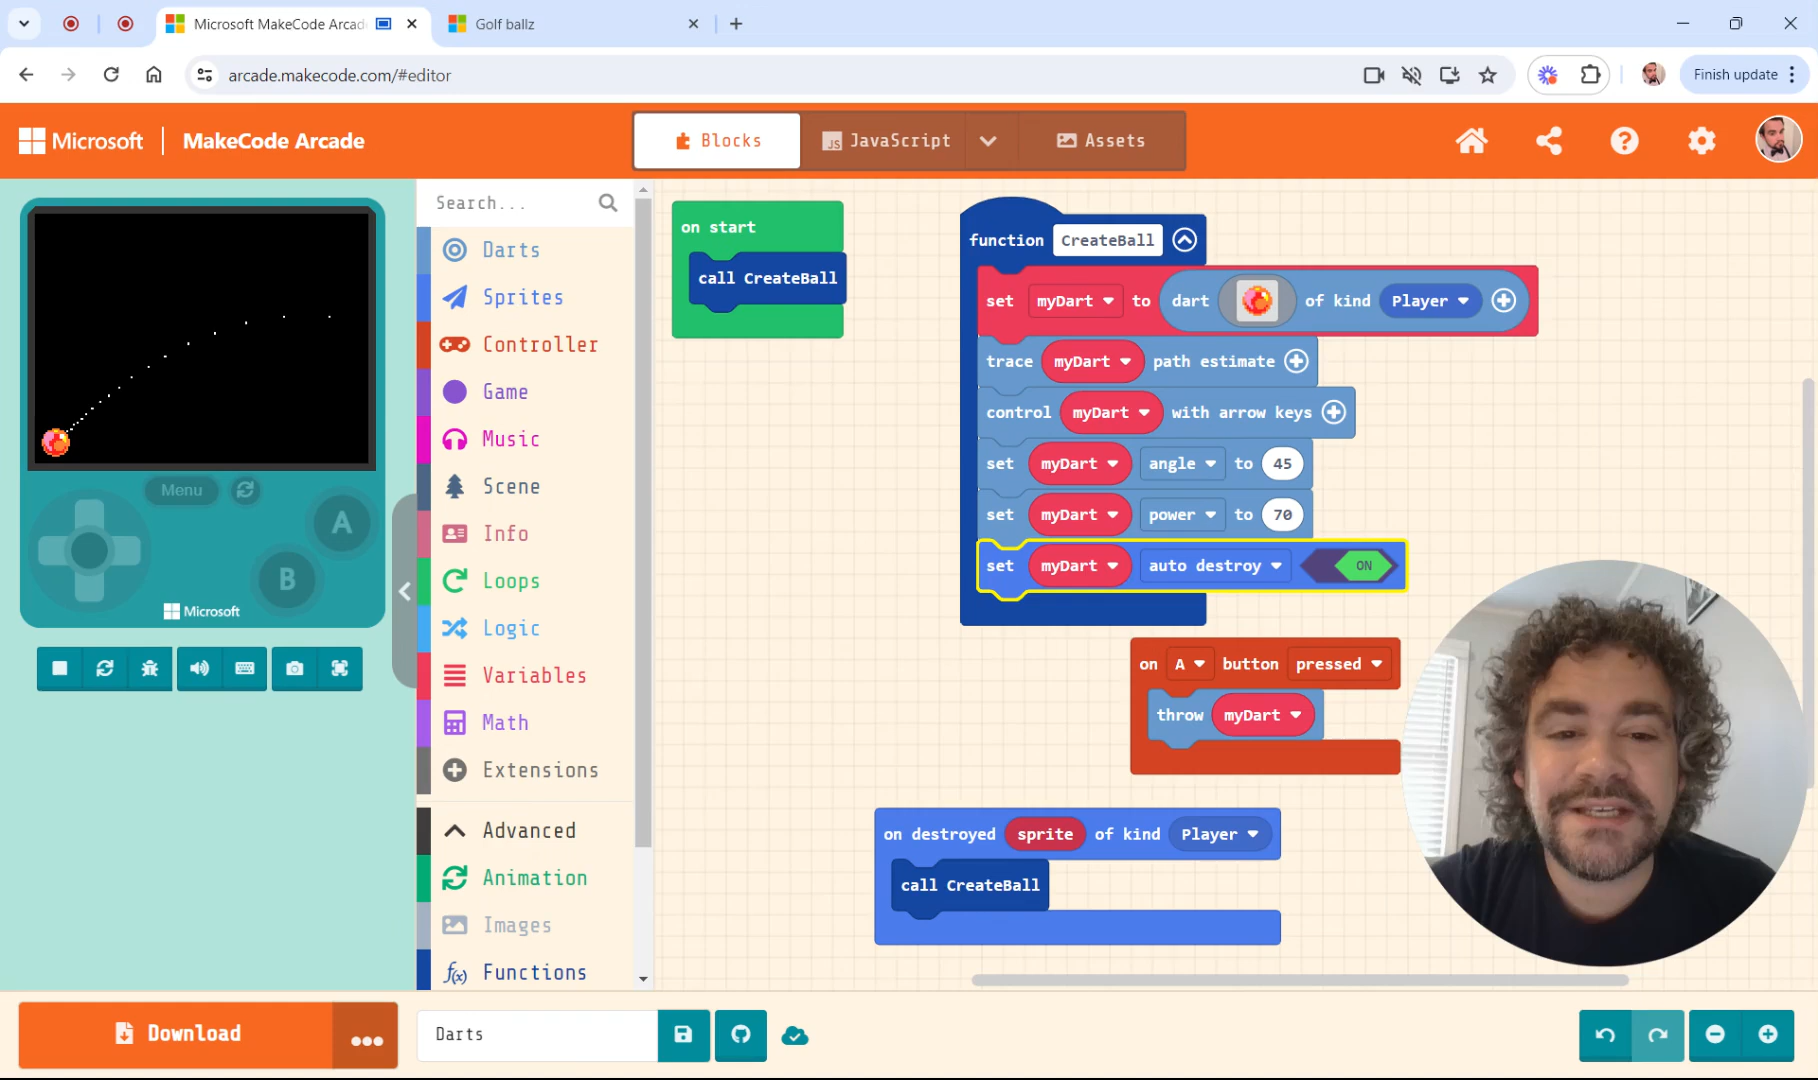 Microsoft MakeCode Arcad
Golf ballz
arcade.makecode.com/#editor
Finish update
Microsoft
MakeCode Arcade
Blocks
JS JavaScript
Assets
Search...
Darts
Sprites
Controller
Game
Music
Scene
Info
Loops
Logic
Variables
Math
Extensions
Advanced
Animation
Images
f(x) Functions
Menu
A
B
Microsoft
on start
call CreateBall
function CreateBall
set myDart to dart of kind Player
trace myDart path estimate
control myDart with arrow keys
set myDart angle to 45
set myDart power to 70
set myDart auto destroy ON
on A button pressed
throw myDart
on destroyed sprite of kind Player
call CreateBall
Download
Darts